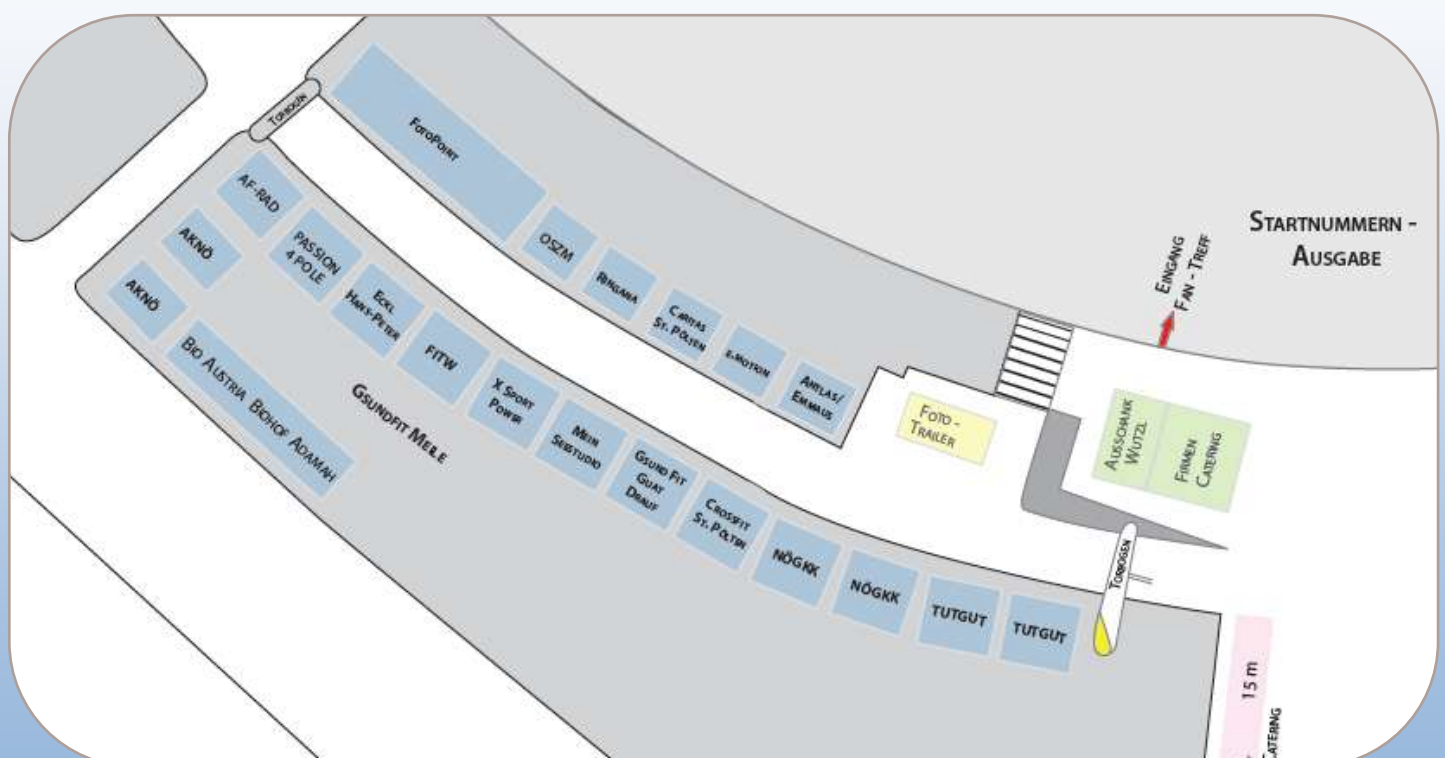 TORBOGEN
FOTOPOINT
OSZM
RINGANA
CARITAS
ST. PÖLTEN
E-MOTION
ANTLAS/
EMMAUS
STARTNUMMERN -
AUSGABE
EINGANG
FAN - TREFF
FOTO -
TRAILER
AUSSCHANK
WUTZL
FIRMEN
CATERING
AF-RAD
AKNÖ
AKNÖ
PASSION
4 POLE
ECKL
HANS-PETER
FITW
X SPORT
POWER
MEIN
SEBSTUDIO
GSUND FIT
GUAT
DRAUF
CROSSFIT
ST. PÖLTEN
NÖGKK
NÖGKK
TUTGUT
TUTGUT
TORBOGEN
BIO AUSTRIA BIOHOF ADAMAH
GSUNDFIT MEILE
15 m
CATERING